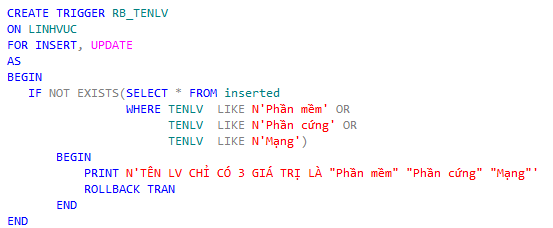 CREATE TRIGGER RB_TENLV
ON LINHVUC
FOR INSERT, UPDATE
AS
BEGIN
IF NOT EXISTS(SELECT * FROM inserted
WHERE TENLV LIKE N'Phần mềm' OR
TENLV LIKE N'Phần cứng' OR
TENLV LIKE N'Mạng')
BEGIN
PRINT N'TÊN LV CHỈ CÓ 3 GIÁ TRỊ LÀ "Phần mềm" "Phần cứng" "Mạng"'
ROLLBACK TRAN
END
END